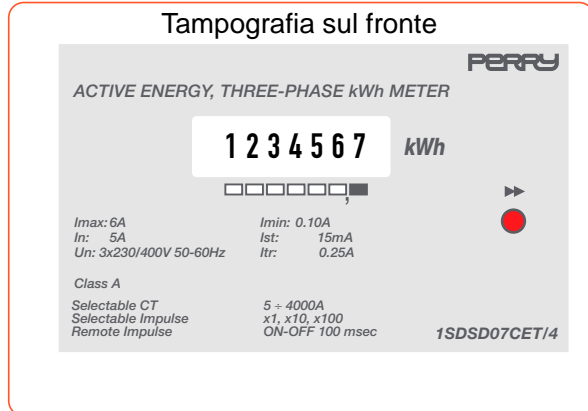 Tampografia sul fronte
PERRY
ACTIVE ENERGY, THREE-PHASE kWh METER
1234567 kWh
Imax: 6A Imin: 0.10A
In: 5A Ist: 15mA
Un: 3x230/400V 50-60Hz Itr: 0.25A
Class A
Selectable CT 5 ÷ 4000A
Selectable Impulse x1, x10, x100
Remote Impulse ON-OFF 100 msec
1SDSD07CET/4